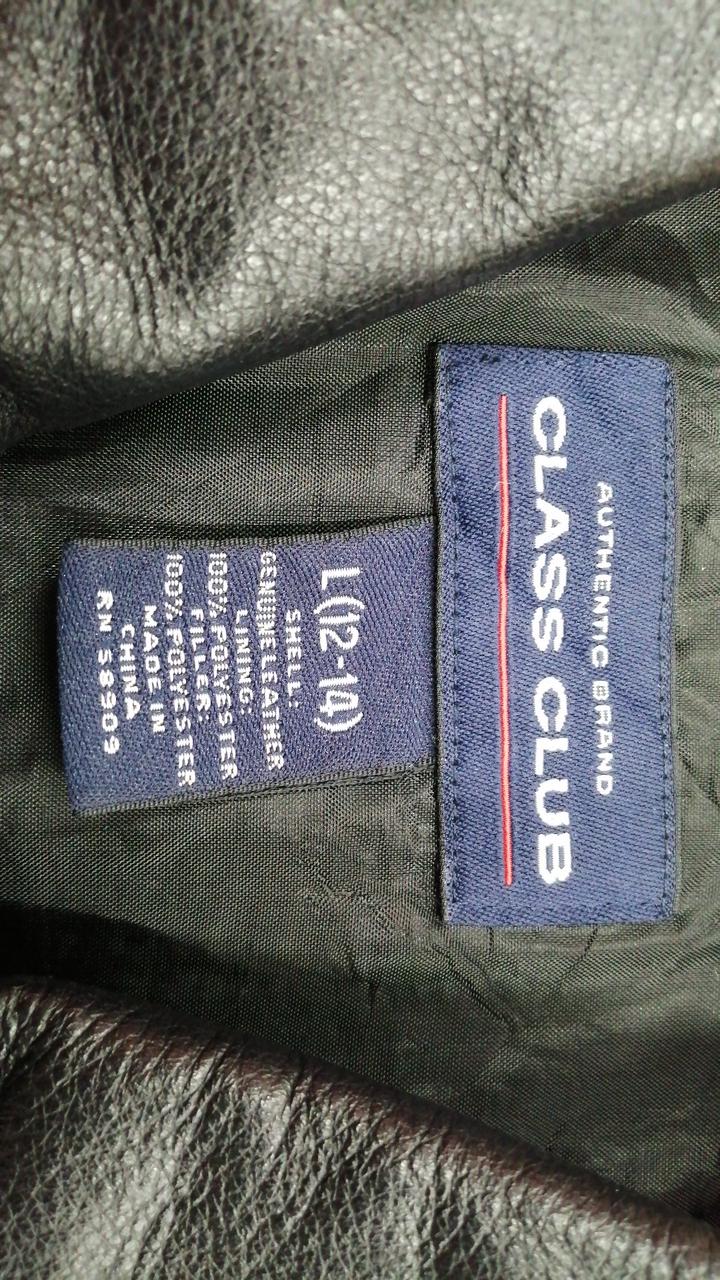 AUTHENTIC BRAND
CLASS CLUB
L(12-14)
SHELL:
GENUINE LEATHER
LINING:
100% POLYESTER
FILLER:
100% POLYESTER
MADE IN
CHINA
RN 58909